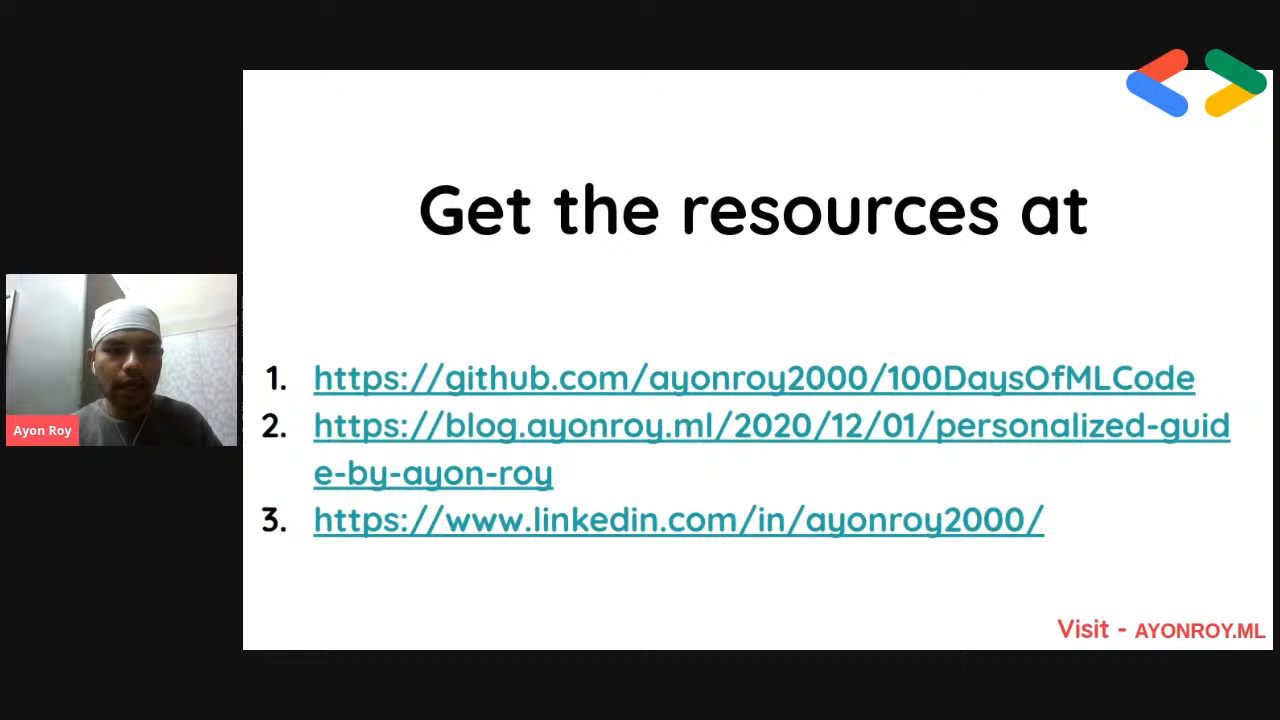 Get the resources at
1. https://github.com/ayonroy2000/100DaysOfMLCode
2. https://blog.ayonroy.ml/2020/12/01/personalized-guid
e-by-ayon-roy
3. https://www.linkedin.com/in/ayonroy2000/
Ayon Roy
Visit - AYONROY.ML